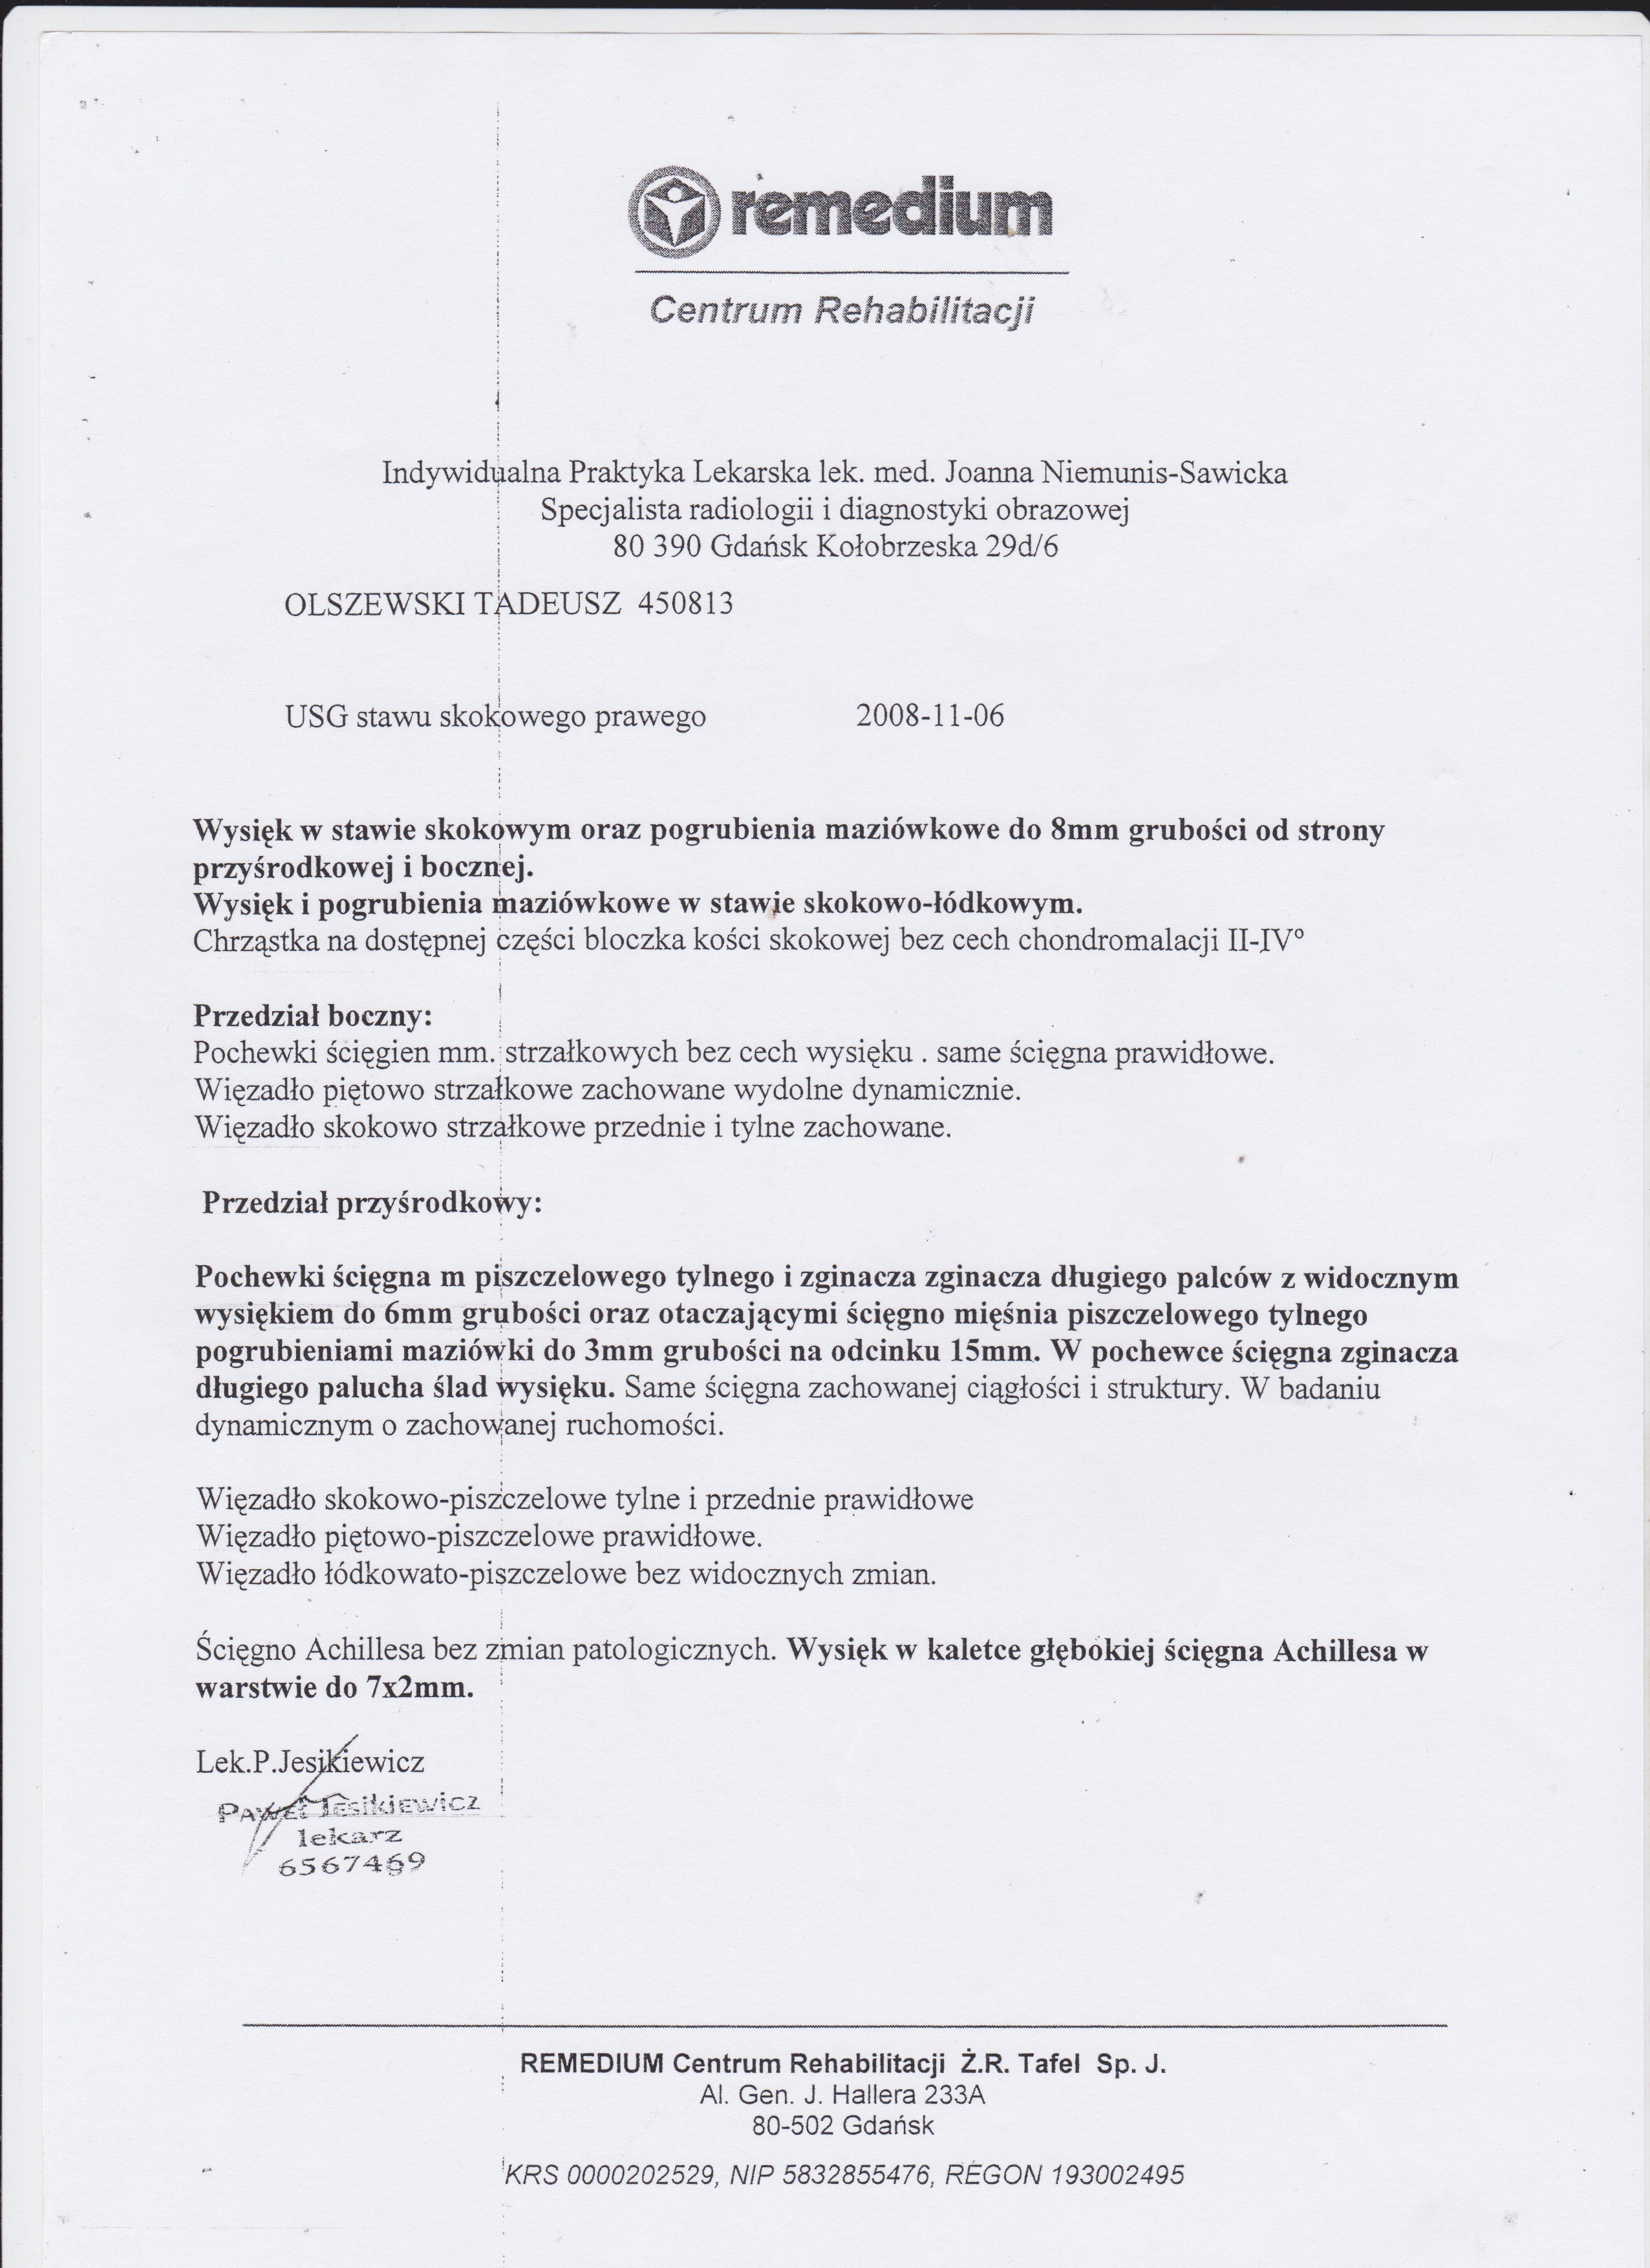 remedium
Centrum Rehabilitacji
Indywidualna Praktyka Lekarska lek. med. Joanna Niemunis-Sawicka
Specjalista radiologii i diagnostyki obrazowej
80 390 Gdańsk Kołobrzeska 29d/6
OLSZEWSKI TADEUSZ 450813
USG stawu skokowego prawego 2008-11-06
Wysięk w stawie skokowym oraz pogrubienia maziówkowe do 8mm grubości od strony
przyśrodkowej i bocznej.
Wysięk i pogrubienia maziówkowe w stawie skokowo-łódkowym.
Chrząstka na dostępnej części bloczka kości skokowej bez cech chondromalacji II-IV°
Przedział boczny:
Pochewki ścięgien mm. strzałkowych bez cech wysięku . same ścięgna prawidłowe.
Więzadło piętowo strzałkowe zachowane wydolne dynamicznie.
Więzadło skokowo strzałkowe przednie i tylne zachowane.
Przedział przyśrodkowy:
Pochewki ścięgna m piszczelowego tylnego i zginacza zginacza długiego palców z widocznym
wysiękiem do 6mm grubości oraz otaczającymi ścięgno mięśnia piszczelowego tylnego
pogrubieniami maziówki do 3mm grubości na odcinku 15mm. W pochewce ścięgna zginacza
długiego palucha ślad wysięku. Same ścięgna zachowanej ciągłości i struktury. W badaniu
dynamicznym o zachowanej ruchomości.
Więzadło skokowo-piszczelowe tylne i przednie prawidłowe
Więzadło piętowo-piszczelowe prawidłowe.
Więzadło łódkowato-piszczelowe bez widocznych zmian.
Ścięgno Achillesa bez zmian patologicznych. Wysięk w kaletce głębokiej ścięgna Achillesa w
warstwie do 7x2mm.
Lek.P.Jesikiewicz
Paweł Jesikiewicz
lekarz
6567469
REMEDIUM Centrum Rehabilitacji Ż.R. Tafel Sp. J.
Al. Gen. J. Hallera 233A
80-502 Gdańsk
KRS 0000202529, NIP 5832855476, REGON 193002495